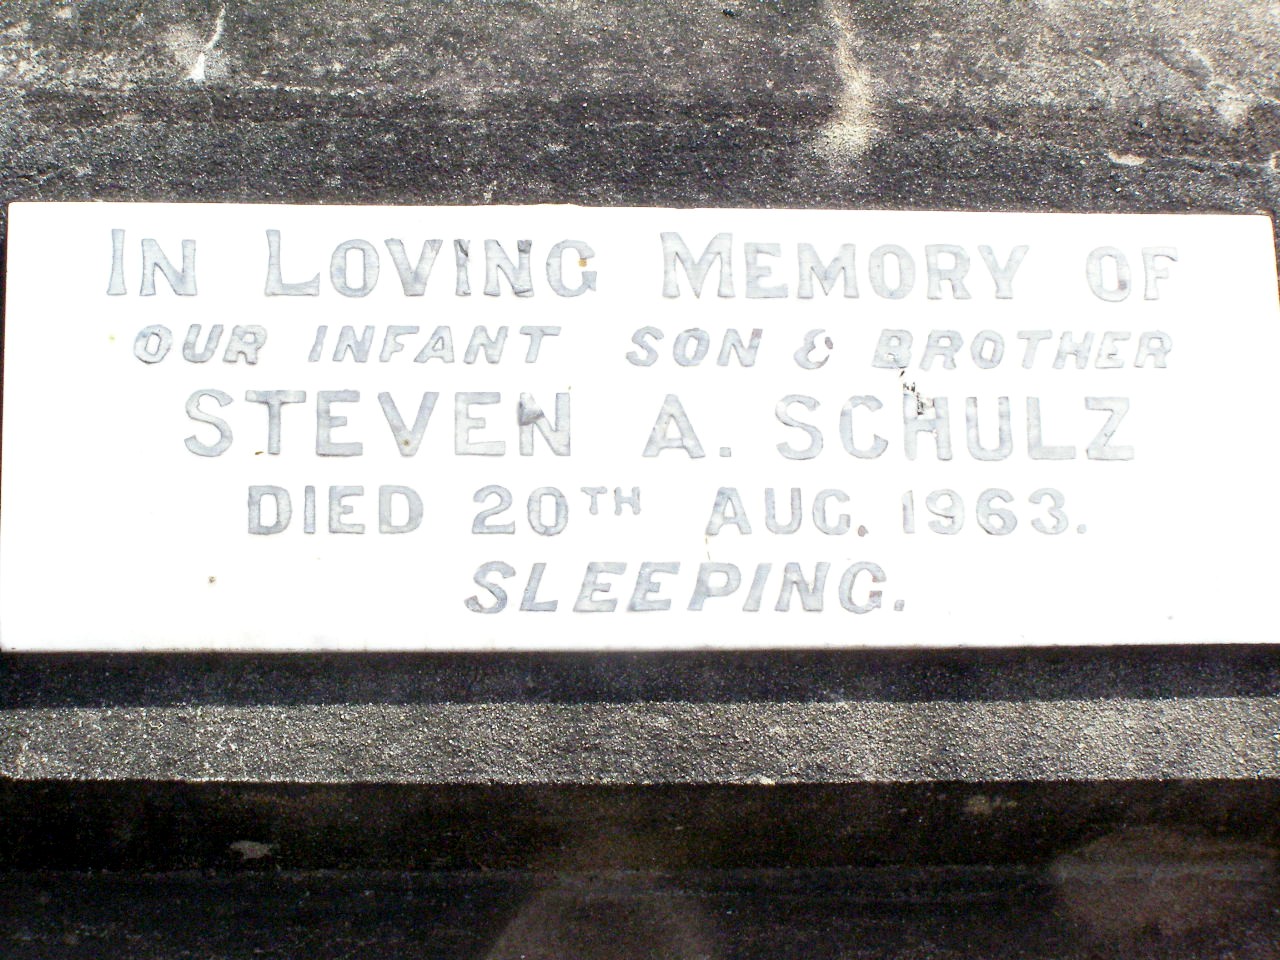 IN LOVING MEMORY OF
OUR INFANT SON & BROTHER
STEVEN A. SCHULZ
DIED 20TH AUG. 1963.
SLEEPING.